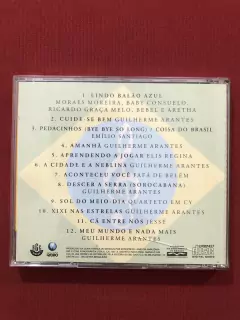 1. LINDO BALÃO AZUL
MORAES MOREIRA, BABY CONSUELO,
RICARDO GRAÇA MELO, BEBEL E ARETHA
2. CUIDE-SE BEM GUILHERME ARANTES
3. PEDACINHOS (BYE BYE SO LONG) / COISA DO BRASIL
EMÍLIO SANTIAGO
4. AMANHÃ GUILHERME ARANTES
5. APRENDENDO A JOGAR ELIS REGINA
6. A CIDADE E A NEBLINA GUILHERME ARANTES
7. ACONTECEU VOCÊ FAFÁ DE BELÉM
8. DESCER A SERRA (SOROCABANA)
GUILHERME ARANTES
9. SOL DO MEIO-DIA QUARTETO EM CY
10. XIXI NAS ESTRELAS GUILHERME ARANTES
11. CÁ ENTRE NÓS JESSÉ
12. MEU MUNDO E NADA MAIS
GUILHERME ARANTES